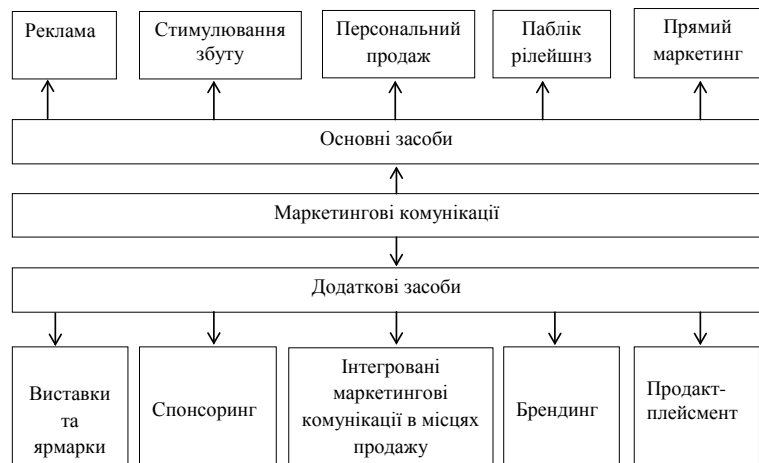 Реклама
Стимулювання
збуту
Персональний
продаж
Паблік
рілейшнз
Прямий
маркетинг
Основні засоби
Маркетингові комунікації
Додаткові засоби
Виставки
та
ярмарки
Спонсоринг
Інтегровані
маркетингові
комунікації в місцях
продажу
Брендинг
Продакт-
плейсмент